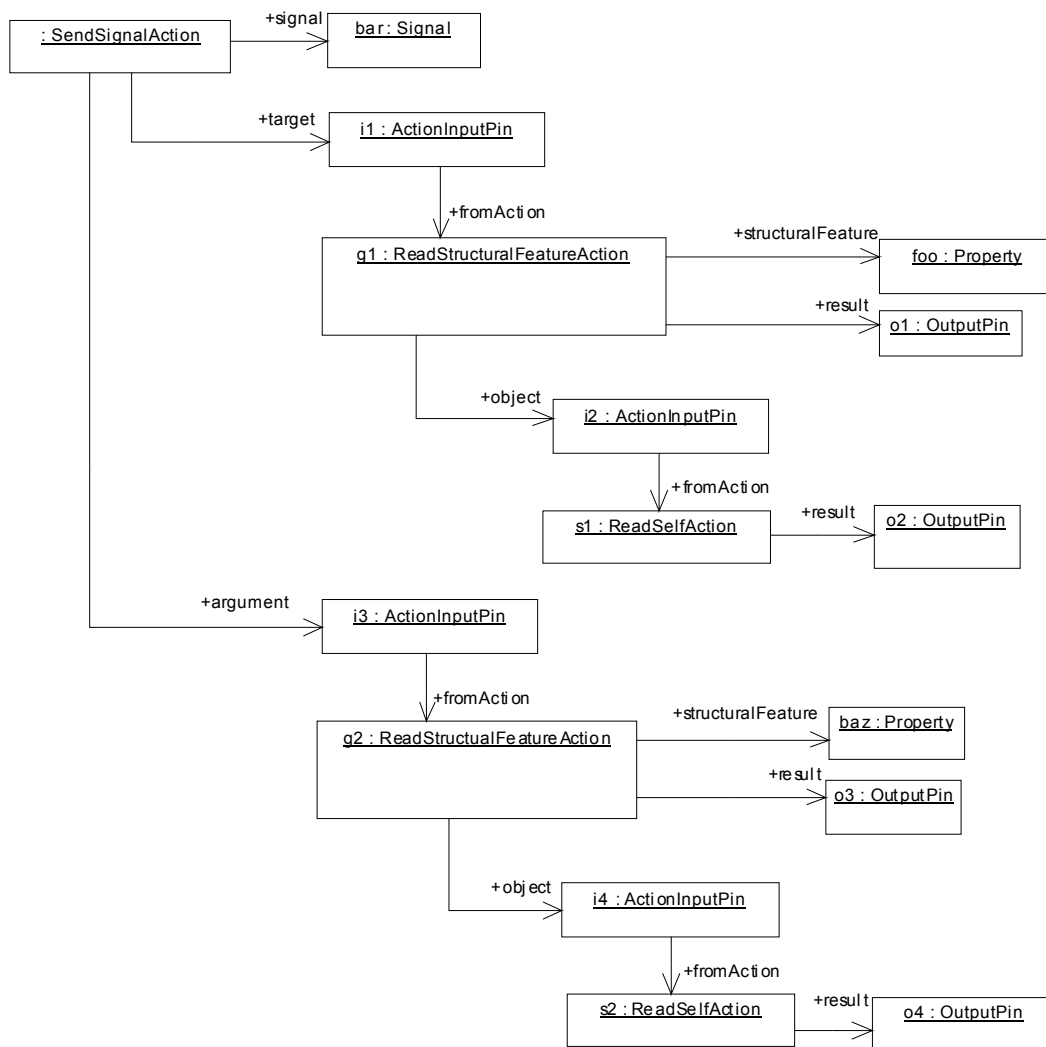 +signal
: SendSignalAction
bar: Signal
+target
i1 : ActionInputPin
+fromAction
+structuralFeature
g1 : ReadStructuralFeatureAction
foo : Property
+result
o1 : OutputPin
+object
i2 : ActionInputPin
+fromAction
+result
s1 : ReadSelfAction
o2 : OutputPin
+argument
i3 : ActionInputPin
+fromAction
+structuralFeature
g2 : ReadStructualFeatureAction
baz : Property
+result
o3 : OutputPin
+object
i4 : ActionInputPin
+fromAction
+result
s2 : ReadSelfAction
o4 : OutputPin